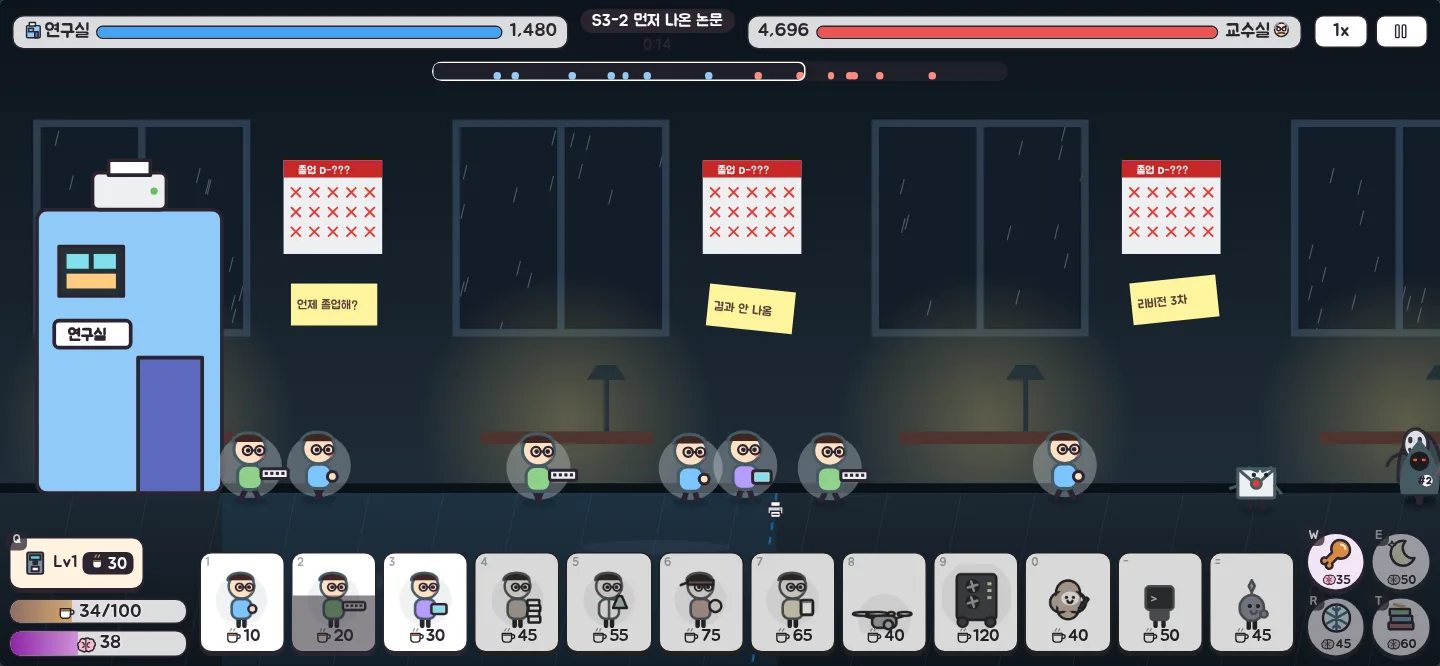 연구실 1,480
S3-2 먼저 나온 논문
0:14
4,696 교수실
1x
졸업 D-???
졸업 D-???
졸업 D-???
언제 졸업해?
결과 안 나옴
리비전 3차
연구실
#2
Q
Lv1 30
34/100
38
1 10
2 20
3 30
4 45
5 55
6 75
7 65
8 40
9 120
0 40
- 50
= 45
W 35
E 50
R 45
T 60